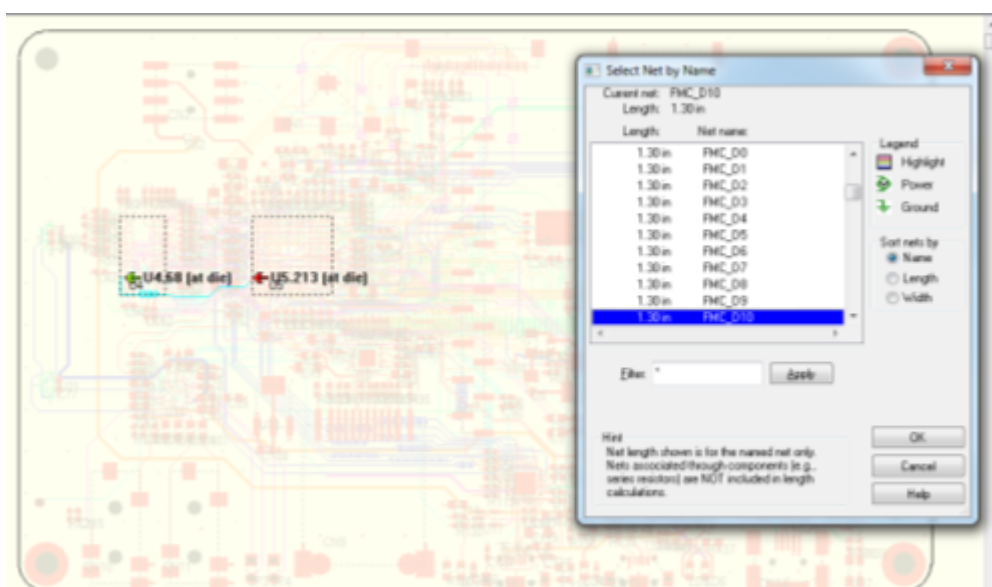 Select Net by Name
Current net: FMC_D10
Length: 1.30 in
Length: Net name:
1.30 in FMC_D0
1.30 in FMC_D1
1.30 in FMC_D2
1.30 in FMC_D3
1.30 in FMC_D4
1.30 in FMC_D5
1.30 in FMC_D6
1.30 in FMC_D7
1.30 in FMC_D8
1.30 in FMC_D9
1.30 in FMC_D10
Legend
Highlight
Power
Ground
Sort nets by
Name
Length
Width
U4.68 (at die)
U5.213 (at die)
Filter: *
Apply
Hint
Net length shown is for the named net only.
Nets associated through components (e.g.,
series resistors) are NOT included in length
calculations.
OK
Cancel
Help